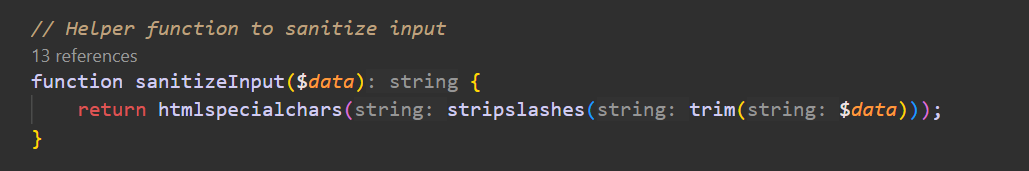 // Helper function to sanitize input
13 references
function sanitizeInput($data): string {
    return htmlspecialchars(string: stripslashes(string: trim(string: $data)));
}